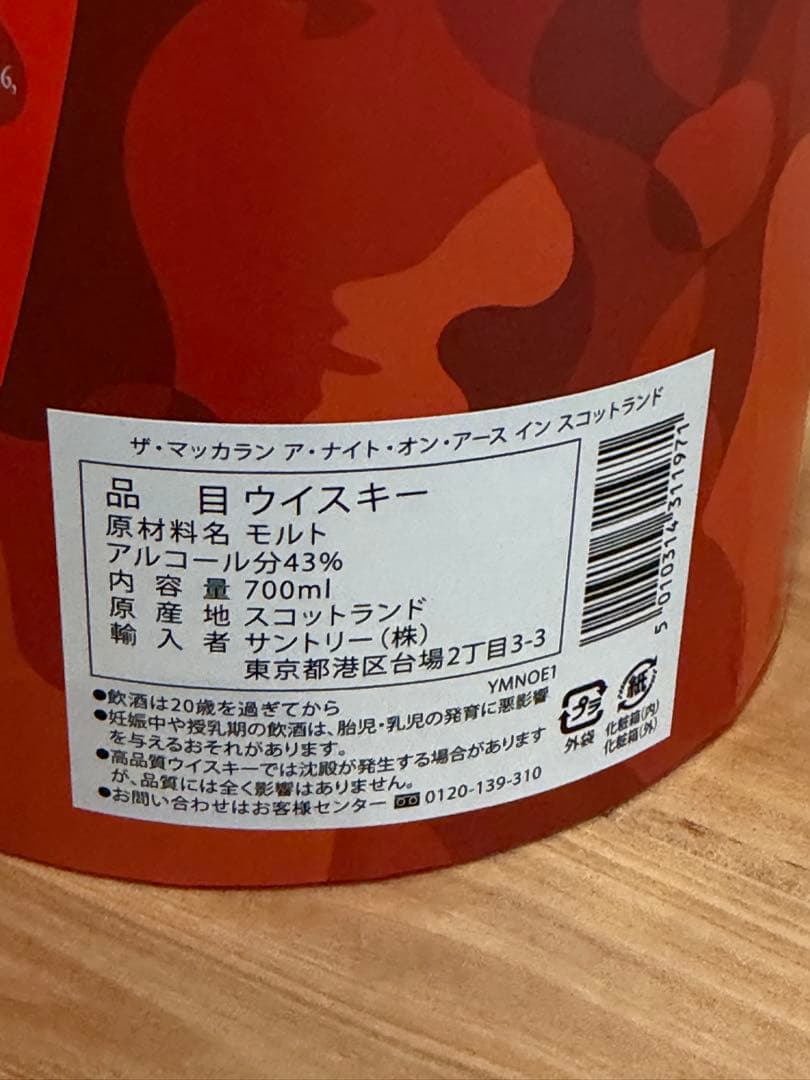 6,
ザ・マッカラン ア・ナイト・オン・アース イン スコットランド
品 目 ウイスキー
原材料名 モルト
アルコール分43%
内容量 700ml
原産地 スコットランド
輸入者 サントリー(株)
東京都港区台場2丁目3-3
YMNOE1
●飲酒は20歳を過ぎてから
●妊娠中や授乳期の飲酒は、胎児・乳児の発育に悪影響
を与えるおそれがあります。
●高品質ウイスキーでは沈殿が発生する場合があります
が、品質には全く影響はありません。
●お問い合わせはお客様センター 0120-139-310
5 010314 311971
プラ
外袋
紙
化粧箱(内)
化粧箱(外)